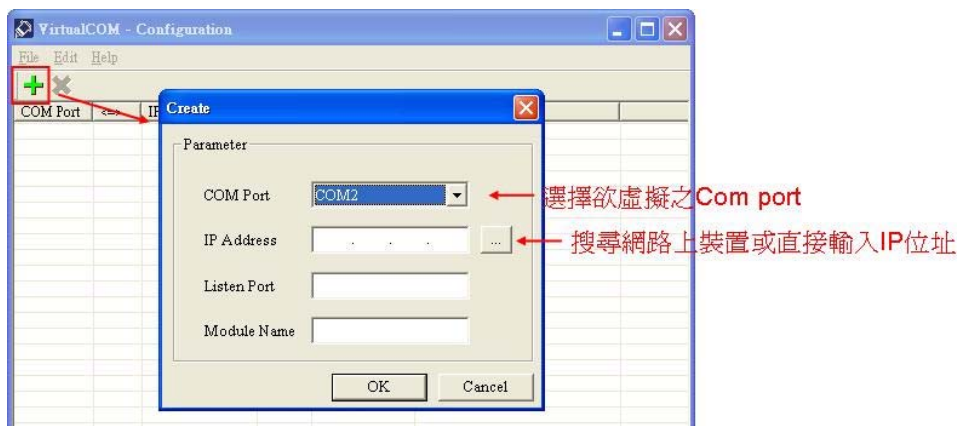 VirtualCOM - Configuration
File Edit Help
COM Port <=> IP
Create
Parameter
COM Port COM2
選擇欲虛擬之Com port
IP Address . . . ...
搜尋網路上裝置或直接輸入IP位址
Listen Port
Module Name
OK Cancel